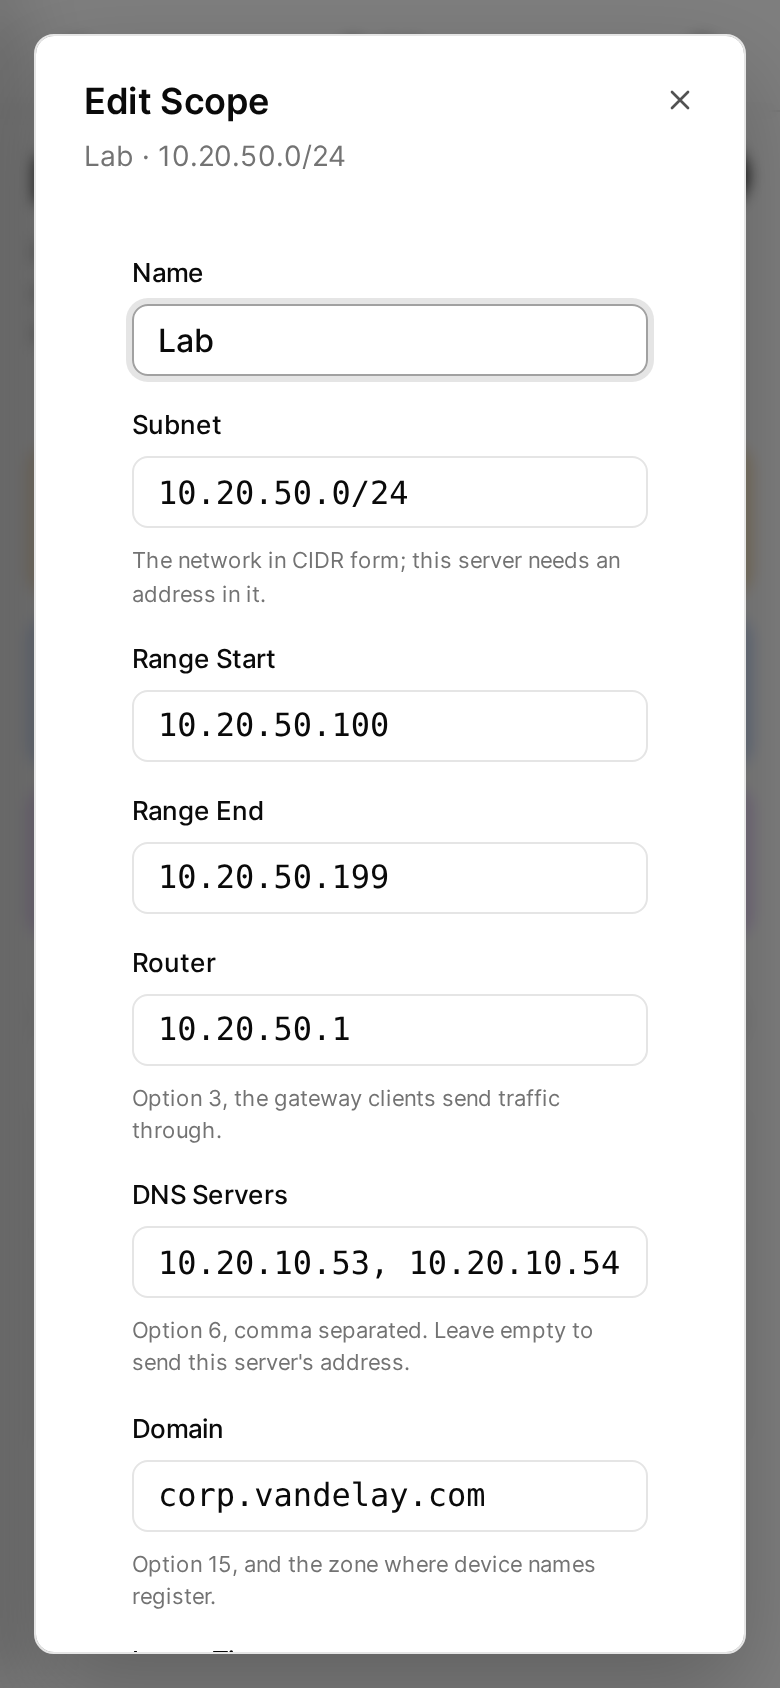 Edit Scope
Lab · 10.20.50.0/24
Name
Lab
Subnet
10.20.50.0/24
The network in CIDR form; this server needs an
address in it.
Range Start
10.20.50.100
Range End
10.20.50.199
Router
10.20.50.1
Option 3, the gateway clients send traffic
through.
DNS Servers
10.20.10.53, 10.20.10.54
Option 6, comma separated. Leave empty to
send this server's address.
Domain
corp.vandelay.com
Option 15, and the zone where device names
register.